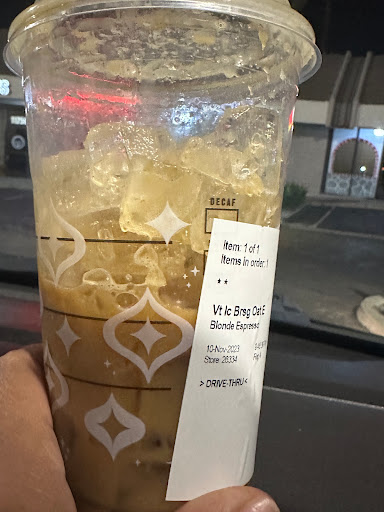 DECAF
Item: 1 of 1
Items in order: 1
* *
Vt Ic Brsg Oat E
Blonde Espresso
10-Nov-2023
Store: 28334
> DRIVE-THRU <